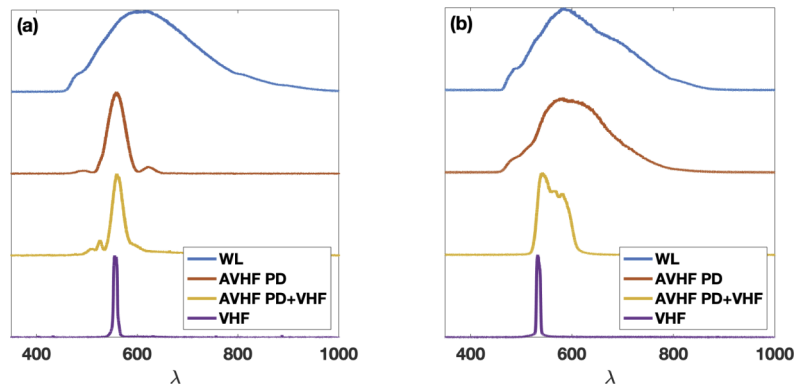 (a)
WL
AVHF PD
AVHF PD+VHF
VHF
400 600 800 1000
λ
(b)
WL
AVHF PD
AVHF PD+VHF
VHF
400 600 800 1000
λ